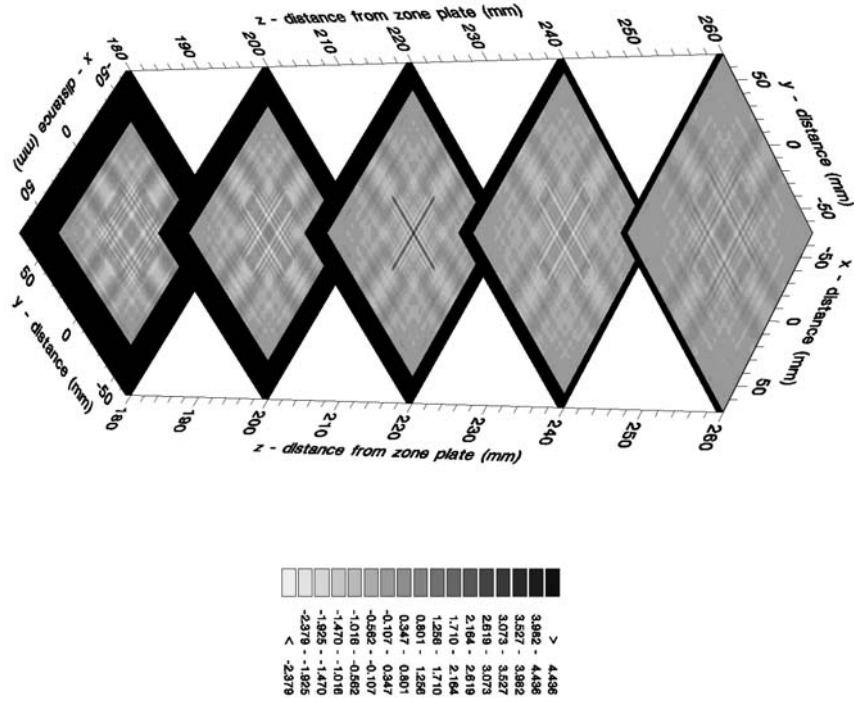 z - distance from zone plate (mm)
180
190
200
210
220
230
240
250
260
x - distance (mm)
-50
0
50
y - distance (mm)
50
0
-50
y - distance (mm)
50
0
-50
x - distance (mm)
-50
0
50
180
190
200
210
220
230
240
250
260
z - distance from zone plate (mm)
> 4.436
3.982 - 4.436
3.527 - 3.982
3.073 - 3.527
2.619 - 3.073
2.164 - 2.619
1.710 - 2.164
1.256 - 1.710
0.801 - 1.256
0.347 - 0.801
-0.107 - 0.347
-0.562 - -0.107
-1.016 - -0.562
-1.470 - -1.016
-1.925 - -1.470
-2.379 - -1.925
< -2.379